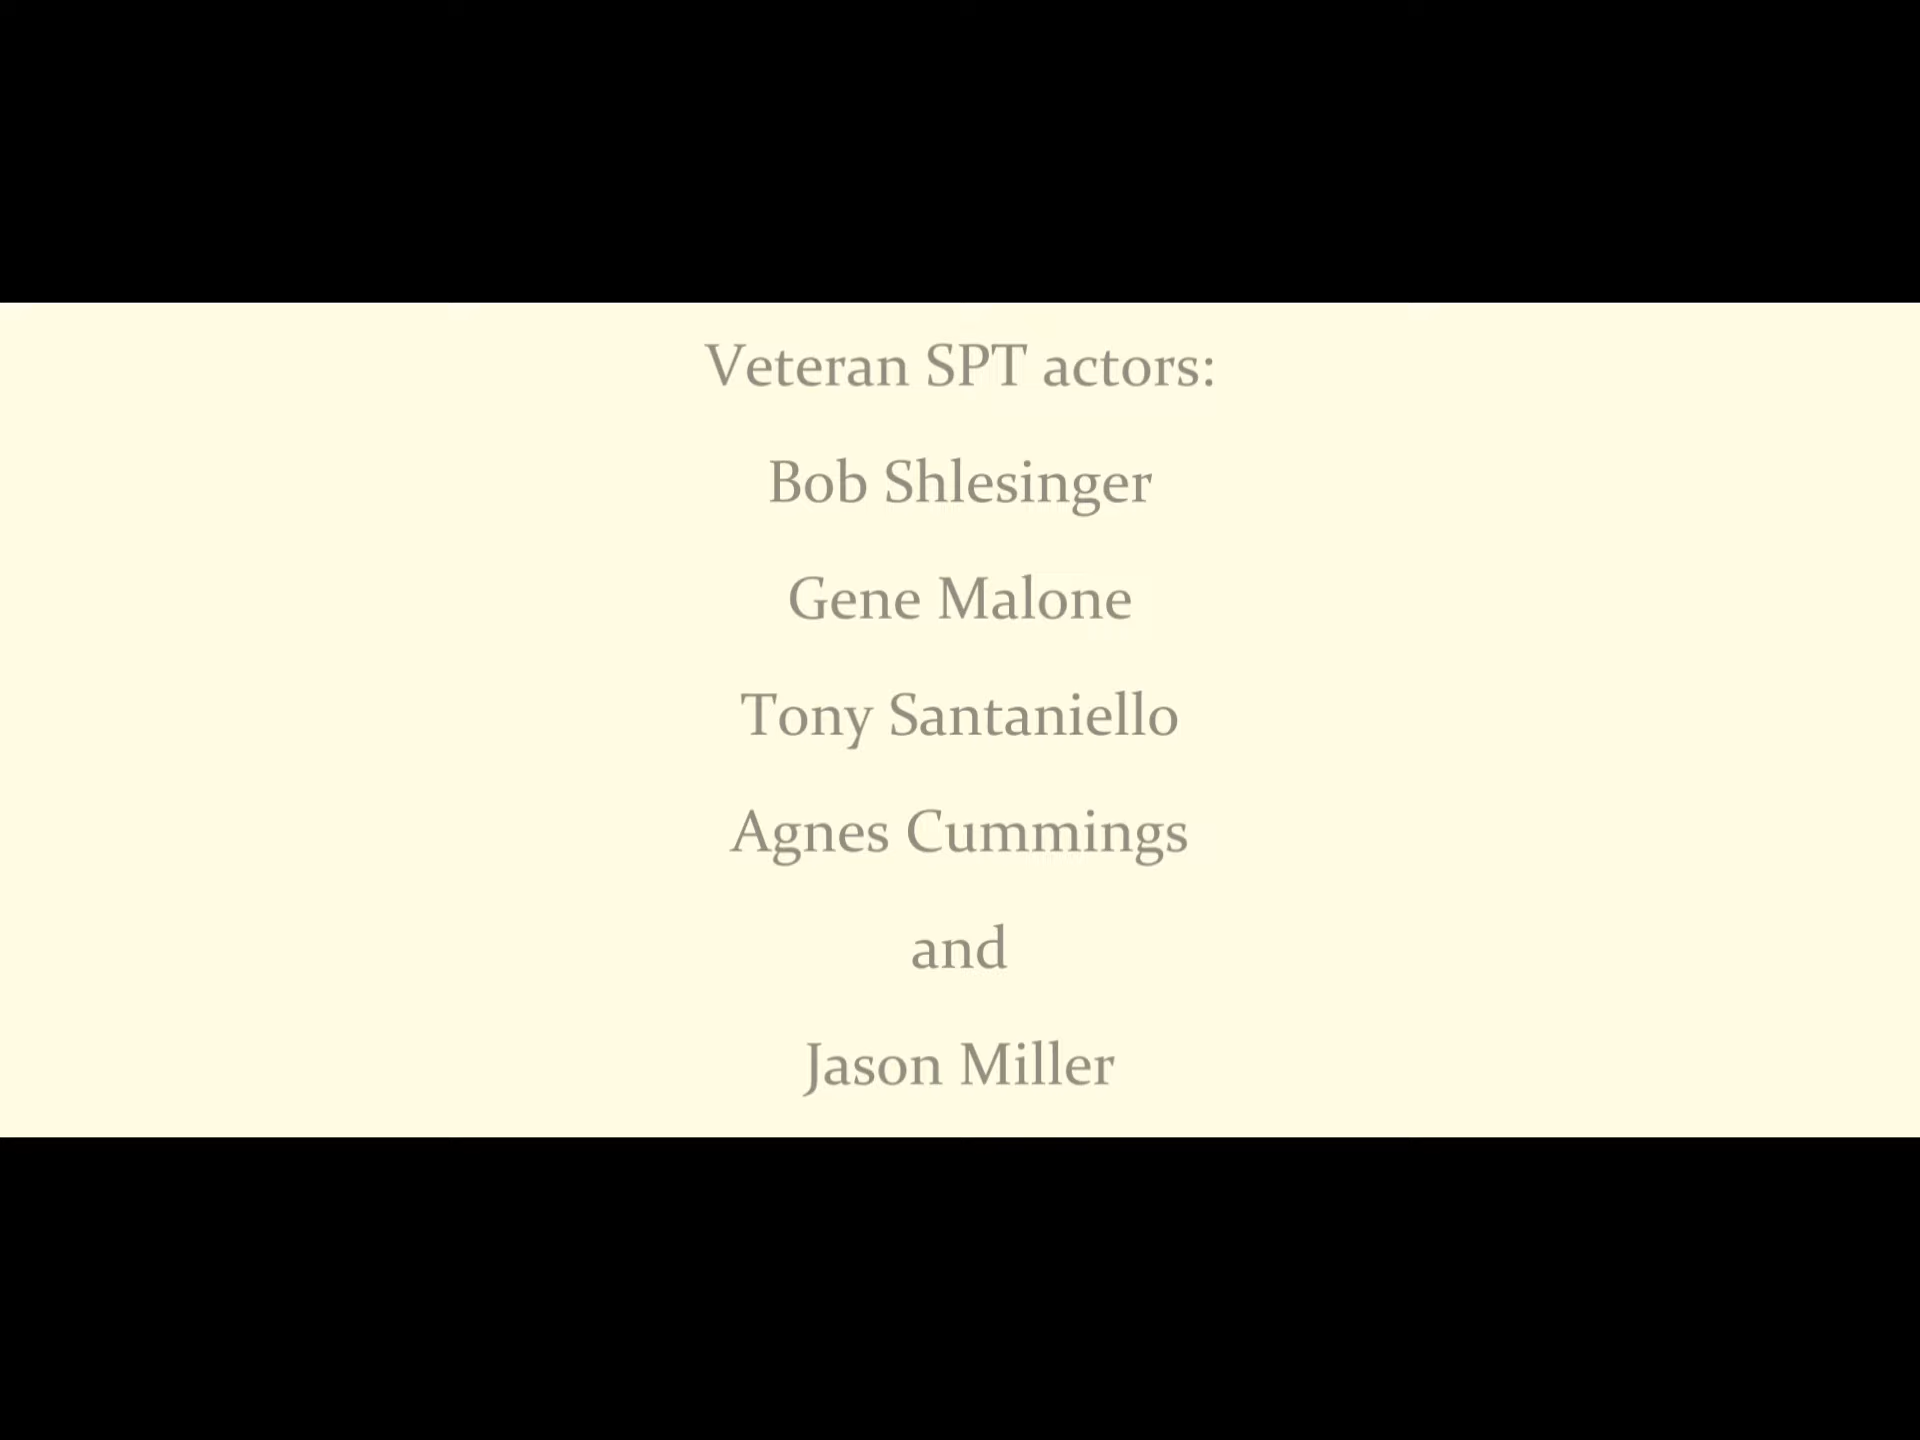 Veteran SPT actors:
Bob Shlesinger
Gene Malone
Tony Santaniello
Agnes Cummings
and
Jason Miller